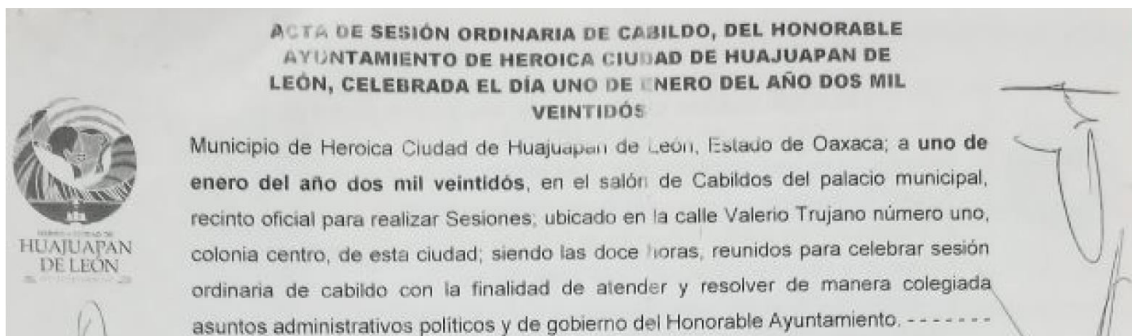 ACTA DE SESIÓN ORDINARIA DE CABILDO, DEL HONORABLE
AYUNTAMIENTO DE HEROICA CIUDAD DE HUAJUAPAN DE
LEÓN, CELEBRADA EL DÍA UNO DE ENERO DEL AÑO DOS MIL
VEINTIDÓS
Municipio de Heroica Ciudad de Huajuapan de León, Estado de Oaxaca; a uno de
enero del año dos mil veintidós, en el salón de Cabildos del palacio municipal,
recinto oficial para realizar Sesiones; ubicado en la calle Valerio Trujano número uno,
colonia centro, de esta ciudad; siendo las doce horas, reunidos para celebrar sesión
ordinaria de cabildo con la finalidad de atender y resolver de manera colegiada
asuntos administrativos políticos y de gobierno del Honorable Ayuntamiento. - - - - - - -
HUAJUAPAN
DE LEÓN